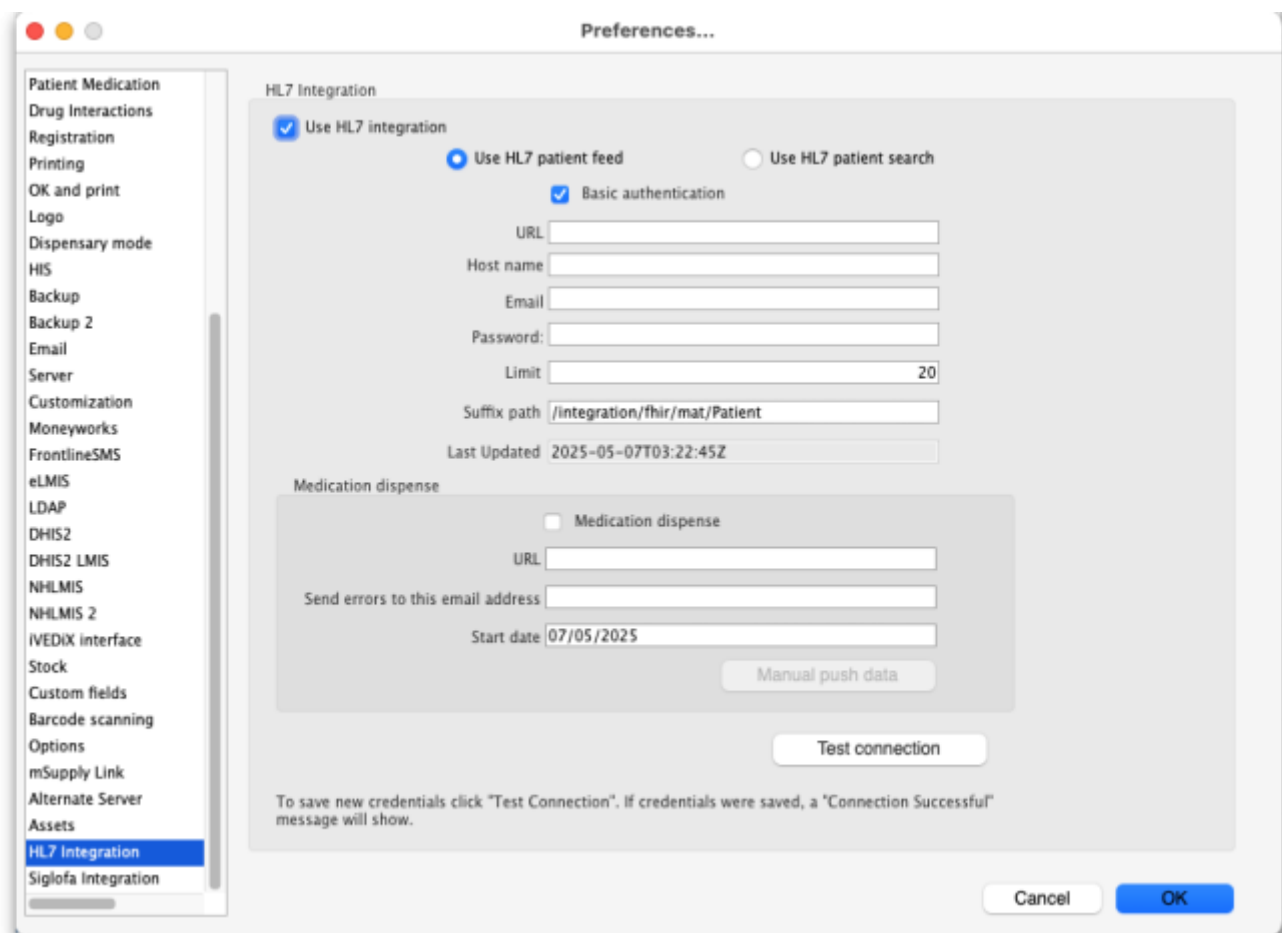 Preferences...
Patient Medication
Drug Interactions
Registration
Printing
OK and print
Logo
Dispensary mode
HIS
Backup
Backup 2
Email
Server
Customization
Moneyworks
FrontlineSMS
eLMIS
LDAP
DHIS2
DHIS2 LMIS
NHLMIS
NHLMIS 2
iVEDiX interface
Stock
Custom fields
Barcode scanning
Options
mSupply Link
Alternate Server
Assets
HL7 Integration
Siglofa Integration
HL7 Integration
Use HL7 integration
Use HL7 patient feed Use HL7 patient search
Basic authentication
URL
Host name
Email
Password:
Limit 20
Suffix path /integration/fhir/mat/Patient
Last Updated 2025-05-07T03:22:45Z
Medication dispense
Medication dispense
URL
Send errors to this email address
Start date 07/05/2025
Manual push data
Test connection
To save new credentials click "Test Connection". If credentials were saved, a "Connection Successful"
message will show.
Cancel OK